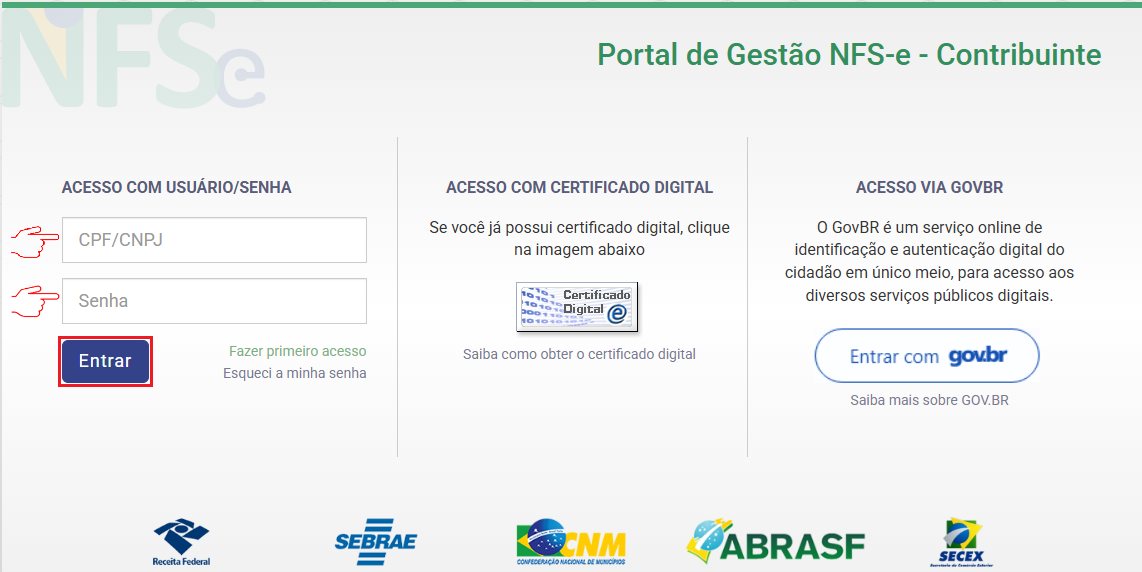 NFSe
Portal de Gestão NFS-e - Contribuinte
ACESSO COM USUÁRIO/SENHA
CPF/CNPJ
Senha
Entrar
Fazer primeiro acesso
Esqueci a minha senha
ACESSO COM CERTIFICADO DIGITAL
Se você já possui certificado digital, clique
na imagem abaixo
Certificado
Digital
Saiba como obter o certificado digital
ACESSO VIA GOVBR
O GovBR é um serviço online de
identificação e autenticação digital do
cidadão em único meio, para acesso aos
diversos serviços públicos digitais.
Entrar com gov.br
Saiba mais sobre GOV.BR
Receita Federal
SEBRAE
CNM
CONFEDERAÇÃO NACIONAL DE MUNICÍPIOS
ABRASF
SECEX
Secretaria de Comércio Exterior